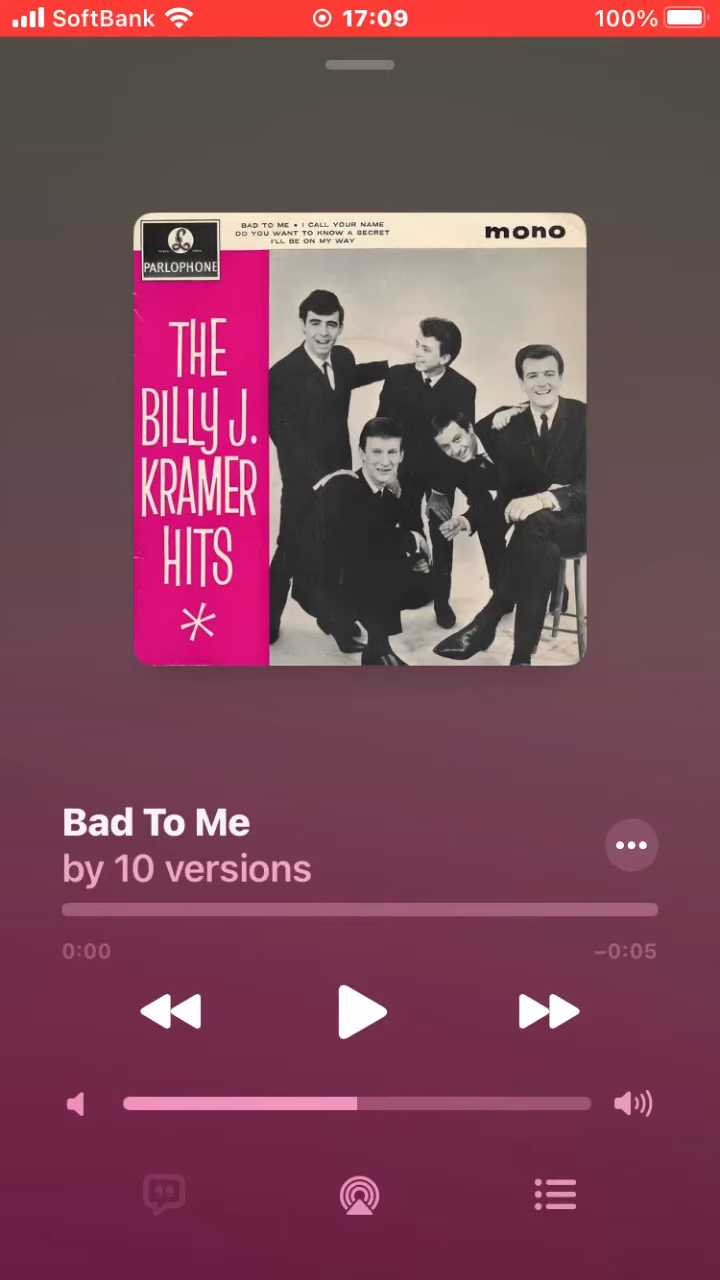 SoftBank
17:09
100%
PARLOPHONE
BAD TO ME • I CALL YOUR NAME
DO YOU WANT TO KNOW A SECRET
I'LL BE ON MY WAY
mono
THE
BILLY J.
KRAMER
HITS
*
Bad To Me
by 10 versions
0:00
−0:05